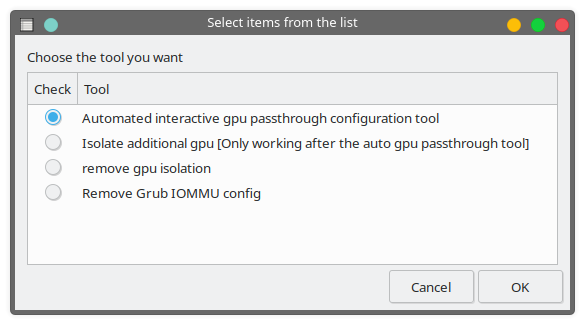 Select items from the list
Choose the tool you want
Check Tool
Automated interactive gpu passthrough configuration tool
Isolate additional gpu [Only working after the auto gpu passthrough tool]
remove gpu isolation
Remove Grub IOMMU config
Cancel OK